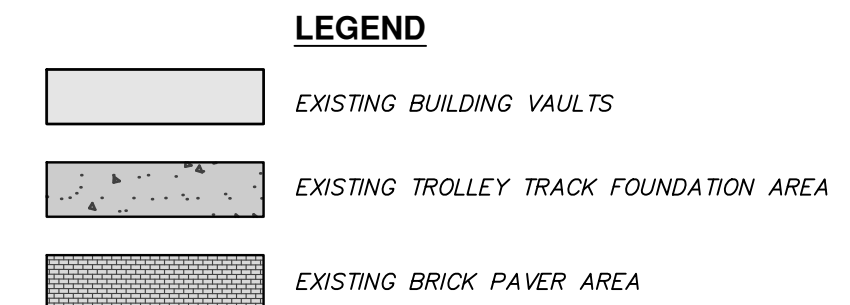 LEGEND
EXISTING BUILDING VAULTS
EXISTING TROLLEY TRACK FOUNDATION AREA
EXISTING BRICK PAVER AREA